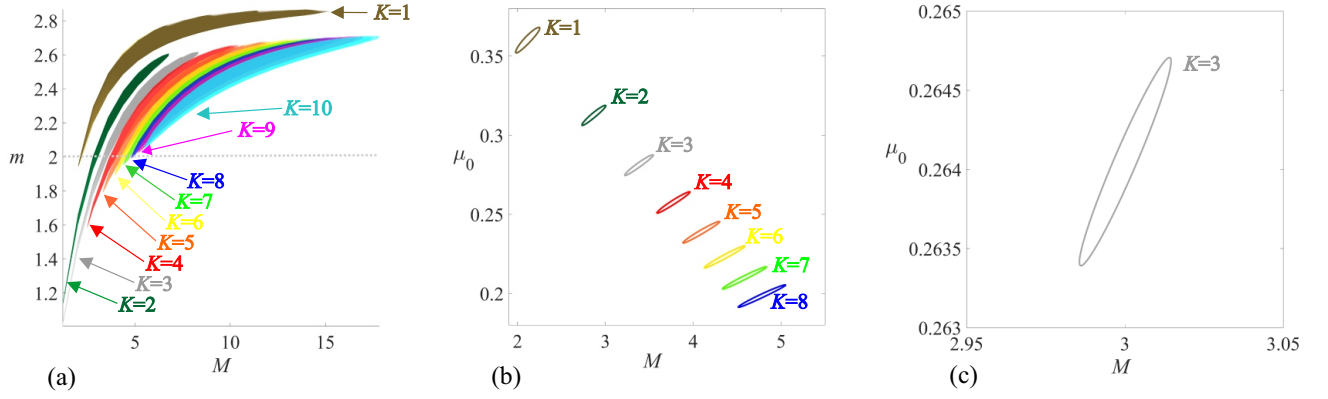 2.8
2.6
2.4
2.2
2
1.8
1.6
1.4
1.2
m
5
10
15
M
K=1
K=10
K=9
K=8
K=7
K=6
K=5
K=4
K=3
K=2
(a)
0.35
0.3
0.25
0.2
μ0
2
3
4
5
M
K=1
K=2
K=3
K=4
K=5
K=6
K=7
K=8
(b)
0.265
0.2645
0.264
0.2635
0.263
μ0
2.95
3
3.05
M
K=3
(c)